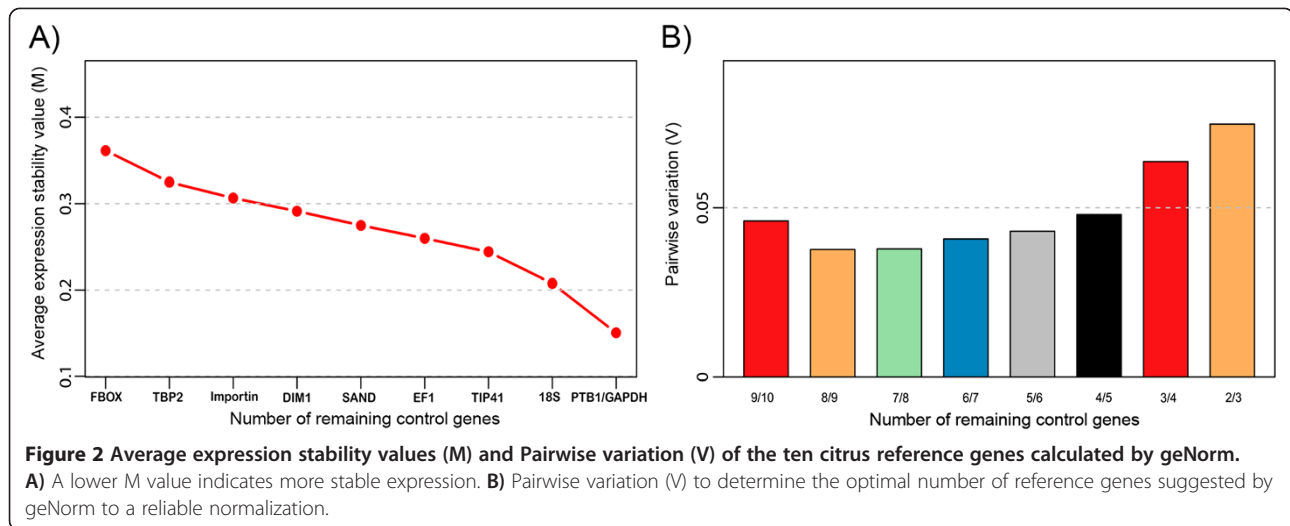 A)
Average expression stability value (M)
0.4
0.3
0.2
0.1
FBOX TBP2 Importin DIM1 SAND EF1 TIP41 18S PTB1/GAPDH
Number of remaining control genes
B)
Pairwise variation (V)
0.05
0
9/10 8/9 7/8 6/7 5/6 4/5 3/4 2/3
Number of remaining control genes
Figure 2 Average expression stability values (M) and Pairwise variation (V) of the ten citrus reference genes calculated by geNorm.
A) A lower M value indicates more stable expression. B) Pairwise variation (V) to determine the optimal number of reference genes suggested by
geNorm to a reliable normalization.